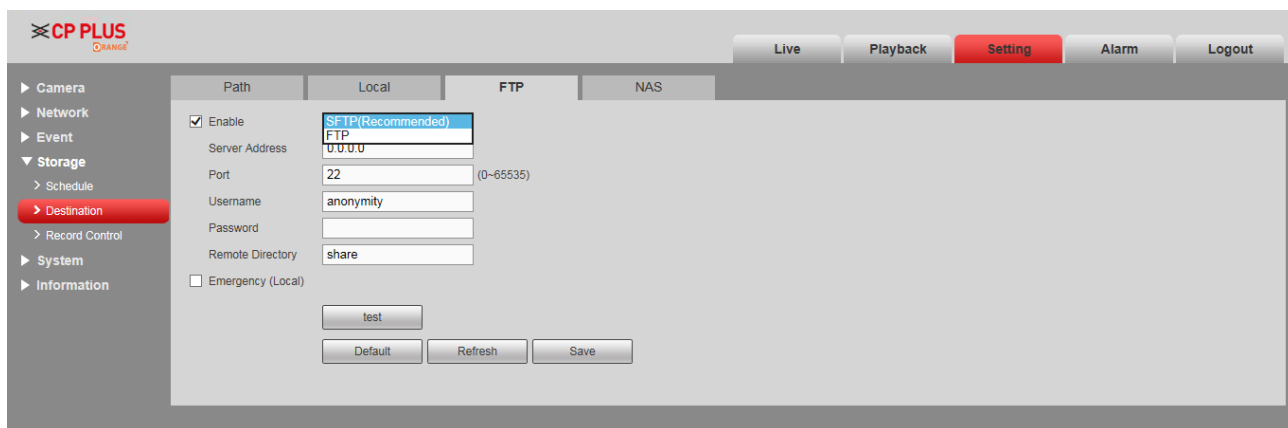 CP PLUS
ORANGE
Live Playback Setting Alarm Logout
Camera
Network
Event
Storage
Schedule
Destination
Record Control
System
Information
Path Local FTP NAS
Enable SFTP(Recommended)
FTP
Server Address 0.0.0.0
Port 22 (0~65535)
Username anonymity
Password
Remote Directory share
Emergency (Local)
test
Default Refresh Save